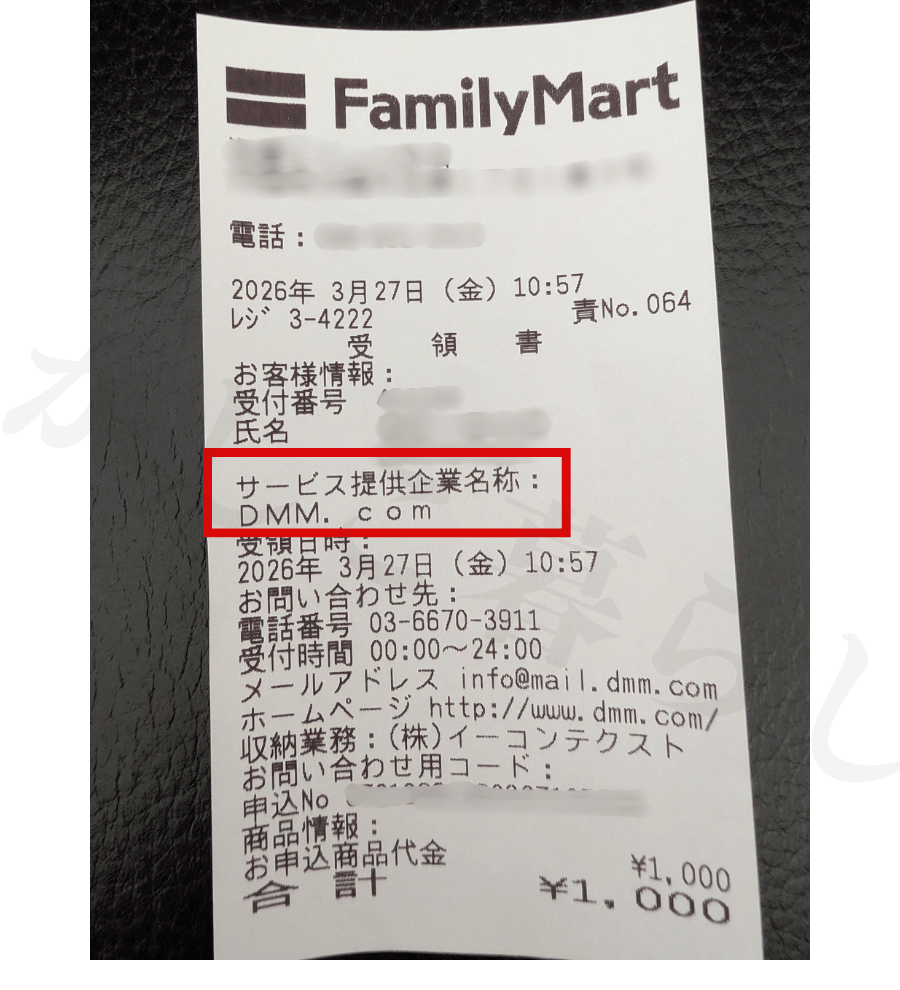 FamilyMart
電話:
2026年 3月27日(金)10:57
ﾚｼﾞ 3-4222 責No.064
受 領 書
お客様情報:
受付番号
氏名
サービス提供企業名称:
DMM.com
受領日時:
2026年 3月27日(金)10:57
お問い合わせ先:
電話番号 03-6670-3911
受付時間 00:00〜24:00
メールアドレス info@mail.dmm.com
ホームページ http://www.dmm.com/
収納業務:(株)イーコンテクスト
お問い合わせ用コード:
申込No
商品情報:
お申込商品代金 ¥1,000
合 計 ¥1,000